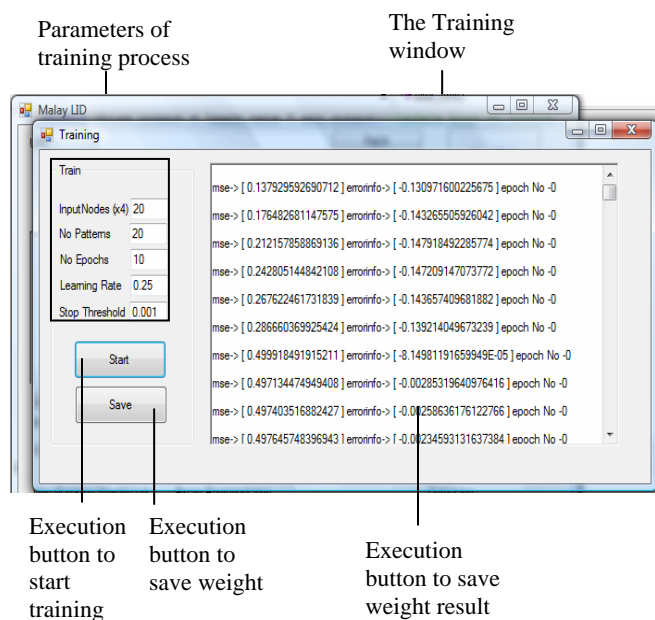 Parameters of
training process
The Training
window
Malay LID
Training
Train
InputNodes (x4) 20
No Patterns 20
No Epochs 10
Learning Rate 0.25
Stop Threshold 0.001
Start
Save
mse-> [ 0.137929592690712 ] errorinfo-> [ -0.130971600225675 ] epoch No -0
mse-> [ 0.176482681147575 ] errorinfo-> [ -0.143265505926042 ] epoch No -0
mse-> [ 0.212157858869136 ] errorinfo-> [ -0.147918492285774 ] epoch No -0
mse-> [ 0.242805144842108 ] errorinfo-> [ -0.147209147073772 ] epoch No -0
mse-> [ 0.267622461731839 ] errorinfo-> [ -0.143657409681882 ] epoch No -0
mse-> [ 0.286660369925424 ] errorinfo-> [ -0.139214049673239 ] epoch No -0
mse-> [ 0.499918491915211 ] errorinfo-> [ -8.14981191659949E-05 ] epoch No -0
mse-> [ 0.497134474949408 ] errorinfo-> [ -0.00285319640976416 ] epoch No -0
mse-> [ 0.497403516882427 ] errorinfo-> [ -0.00258636176122766 ] epoch No -0
mse-> [ 0.497645748396943 ] errorinfo-> [ -0.00234593131637384 ] epoch No -0
Execution
button to
start
training
Execution
button to
save weight
Execution
button to save
weight result